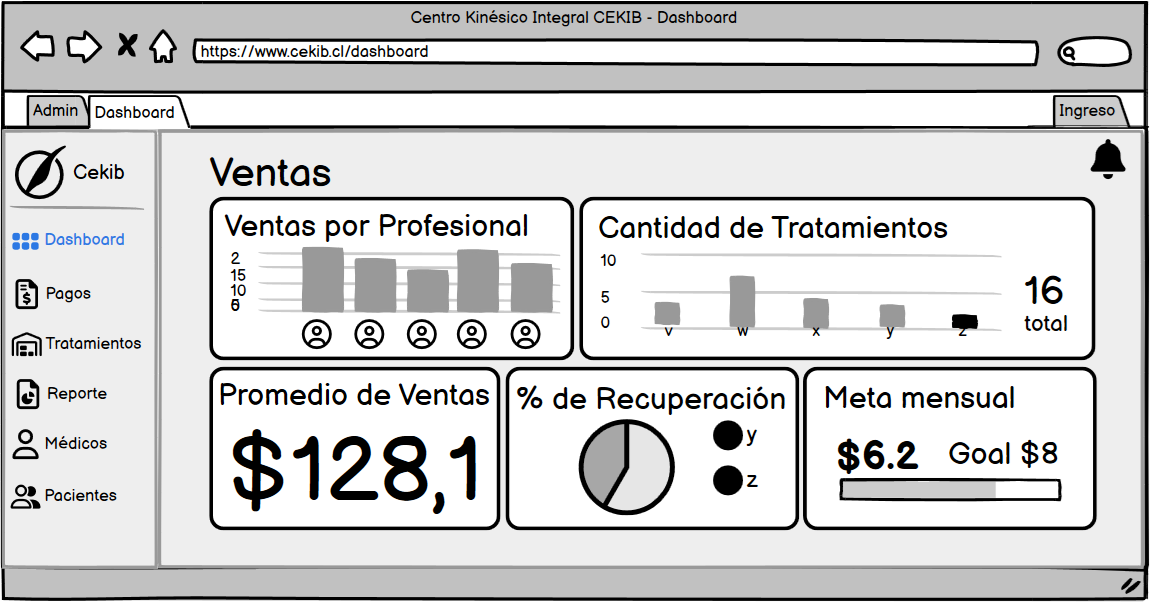 Centro Kinésico Integral CEKIB - Dashboard
https://www.cekib.cl/dashboard
Admin
Dashboard
Ingreso
Cekib
Dashboard
Pagos
Tratamientos
Reporte
Médicos
Pacientes
Ventas
Ventas por Profesional
2
15
10
5
0
Cantidad de Tratamientos
10
5
0
v w x y z
16
total
Promedio de Ventas
$128,1
% de Recuperación
y
z
Meta mensual
$6.2 Goal $8